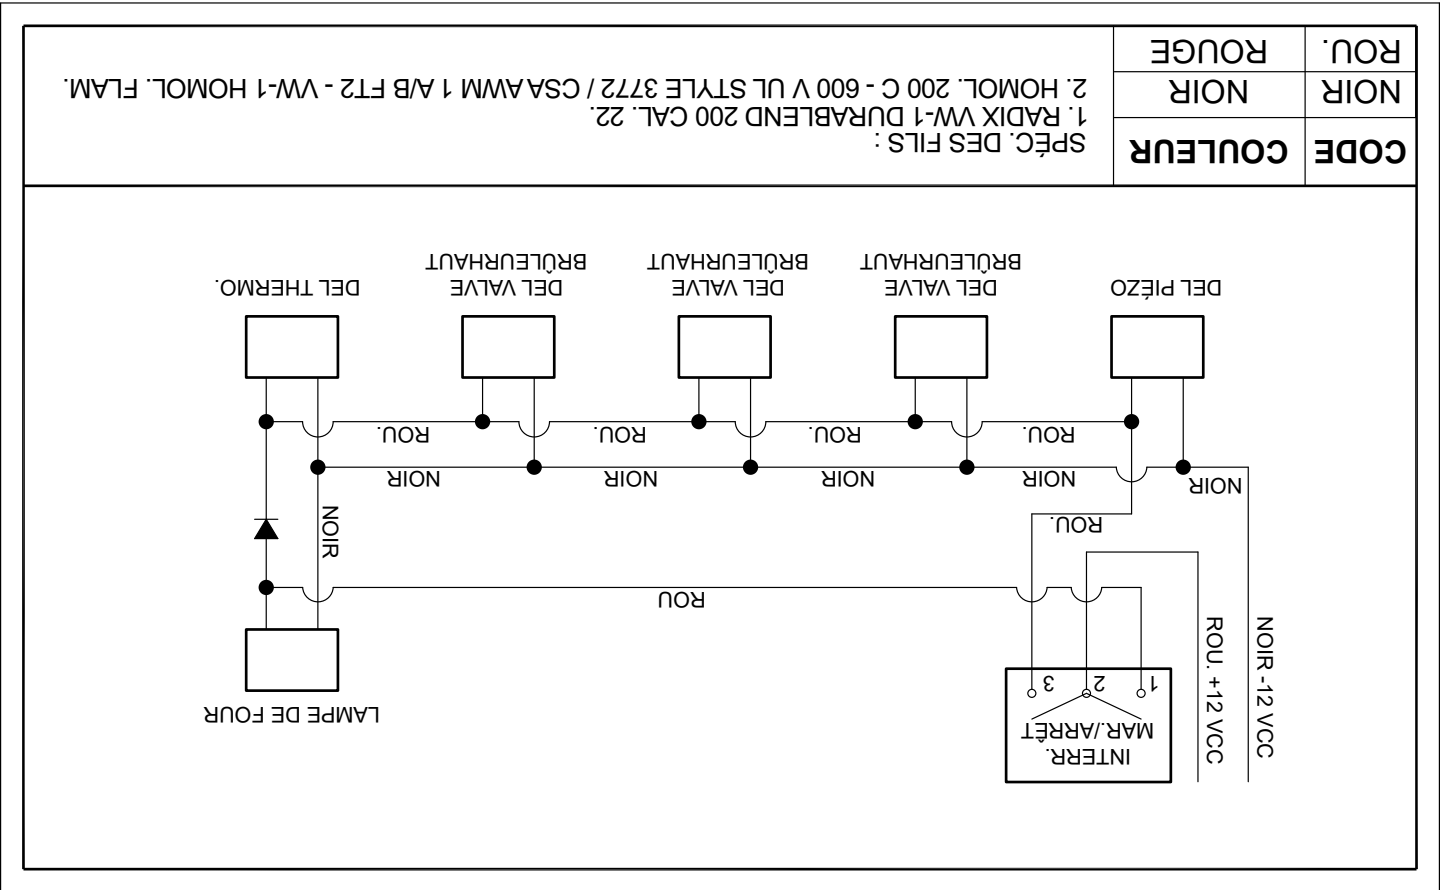 NOIR -12 VCC
ROU. +12 VCC
INTERR.
MAR./ARRÊT
1 2 3
LAMPE DE FOUR
ROU
ROU.
NOIR
NOIR
NOIR
NOIR
NOIR
NOIR
ROU.
ROU.
ROU.
ROU.
DEL PIÉZO
DEL VALVE
BRÛLEURHAUT
DEL VALVE
BRÛLEURHAUT
DEL VALVE
BRÛLEURHAUT
DEL THERMO.
CODE COULEUR
NOIR NOIR
ROU. ROUGE
SPÉC. DES FILS :
1. RADIX VW-1 DURABLEND 200 CAL. 22.
2. HOMOL. 200 C - 600 V UL STYLE 3772 / CSA AWM 1 A/B FT2 - VW-1 HOMOL. FLAM.